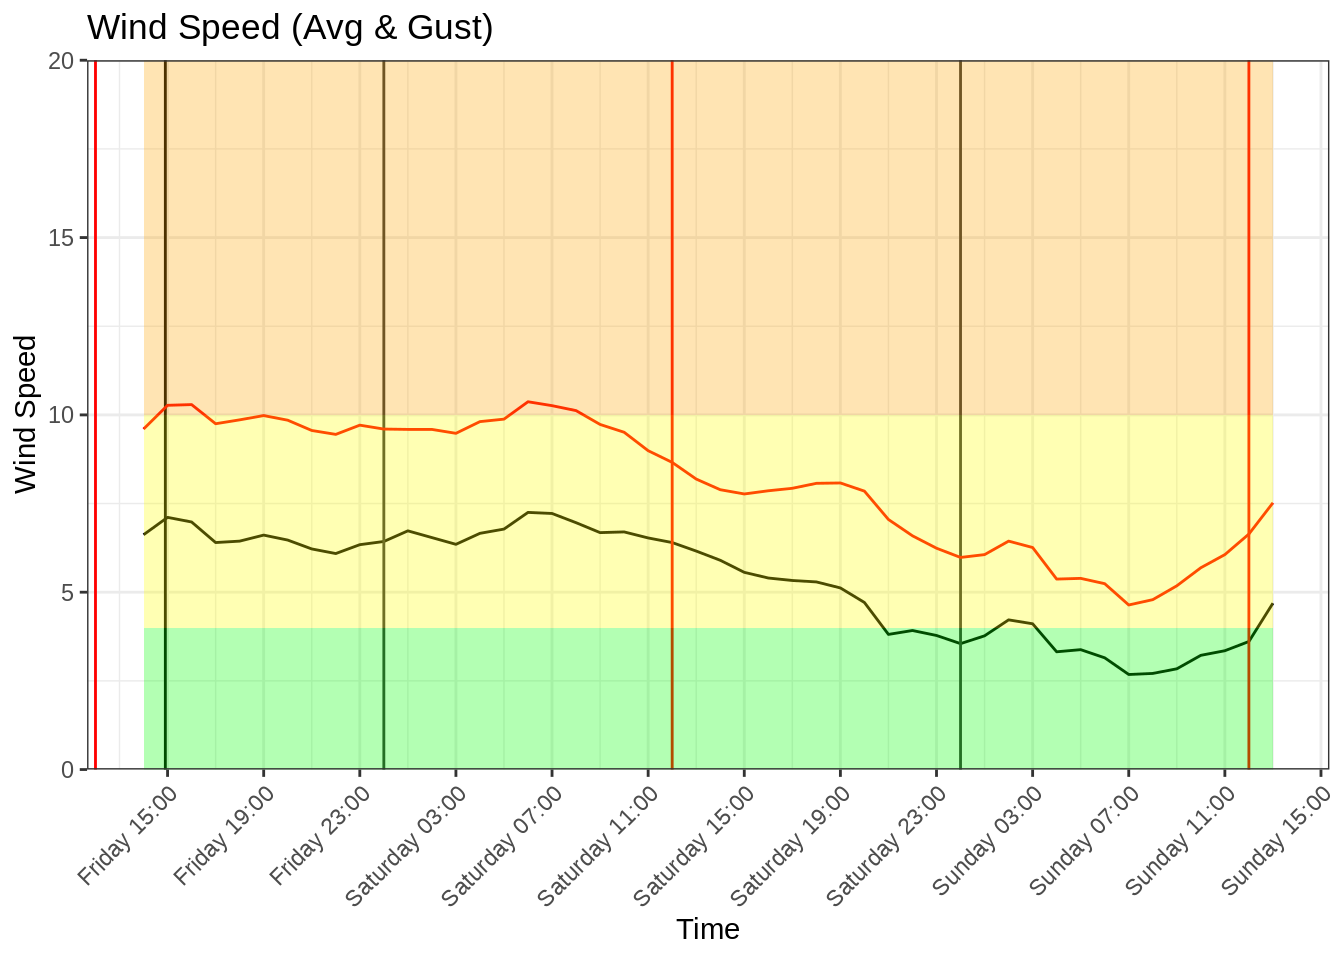 Wind Speed (Avg & Gust)
Wind Speed
20
15
10
5
0
Friday 15:00
Friday 19:00
Friday 23:00
Saturday 03:00
Saturday 07:00
Saturday 11:00
Saturday 15:00
Saturday 19:00
Saturday 23:00
Sunday 03:00
Sunday 07:00
Sunday 11:00
Sunday 15:00
Time